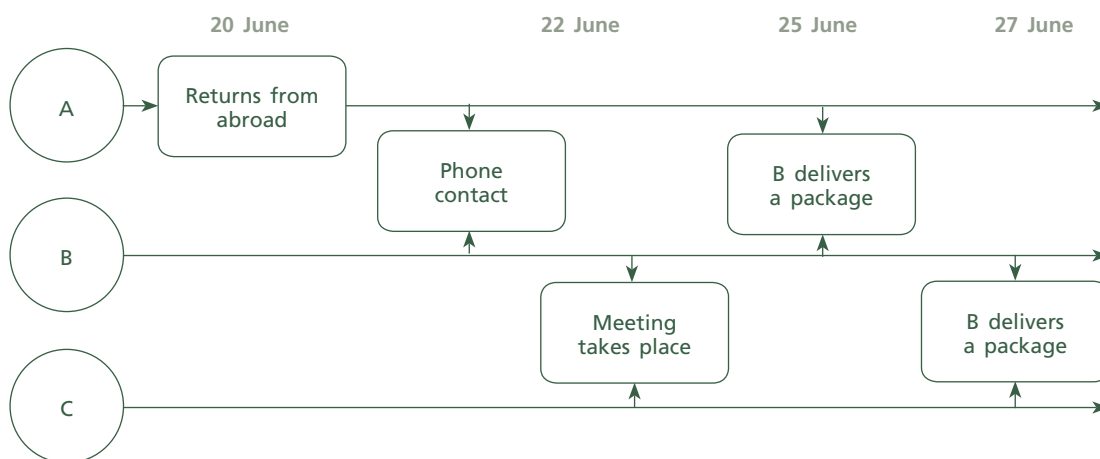 20 June
22 June
25 June
27 June
A
Returns from
abroad
Phone
contact
B delivers
a package
B
Meeting
takes place
B delivers
a package
C